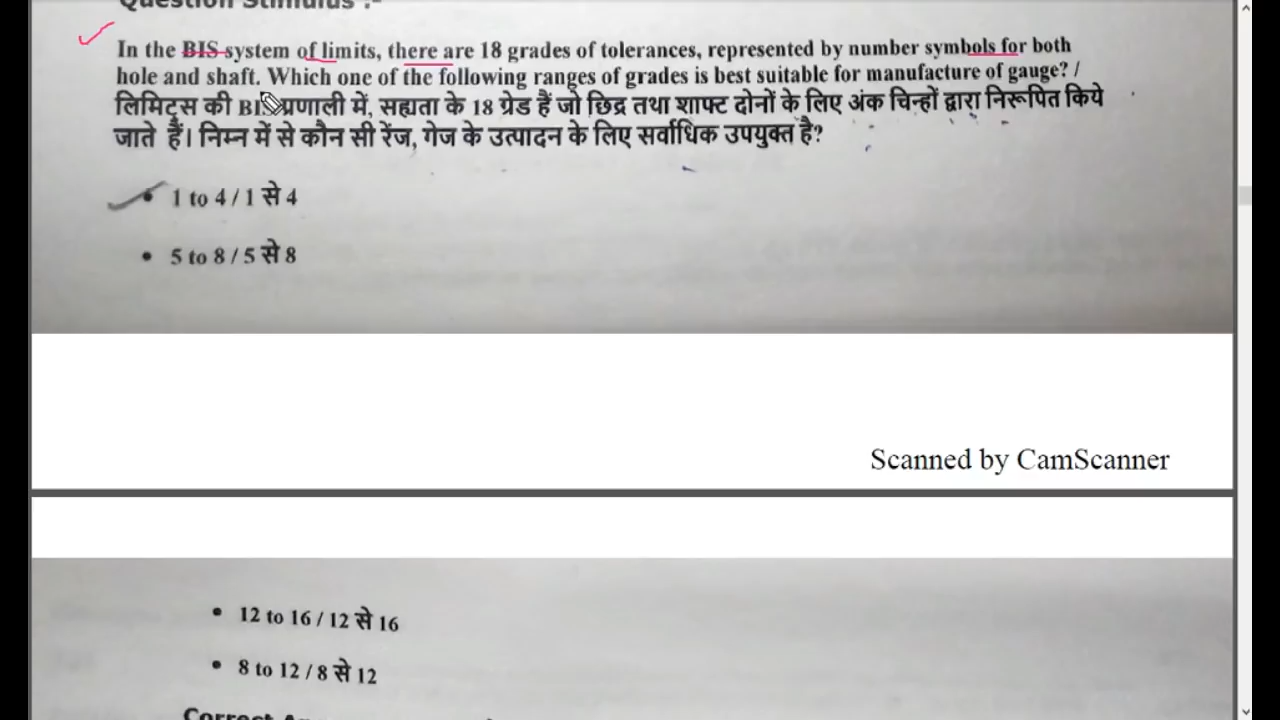 Question Stimulus :-
In the BIS system of limits, there are 18 grades of tolerances, represented by number symbols for both
hole and shaft. Which one of the following ranges of grades is best suitable for manufacture of gauge? /
लिमिट्स की BIS प्रणाली में, सह्यता के 18 ग्रेड हैं जो छिद्र तथा शाफ्ट दोनों के लिए अंक चिन्हों द्वारा निरूपित किये
जाते हैं। निम्न में से कौन सी रेंज, गेज के उत्पादन के लिए सर्वाधिक उपयुक्त है?
• 1 to 4 / 1 से 4
• 5 to 8 / 5 से 8
Scanned by CamScanner
• 12 to 16 / 12 से 16
• 8 to 12 / 8 से 12
Correct